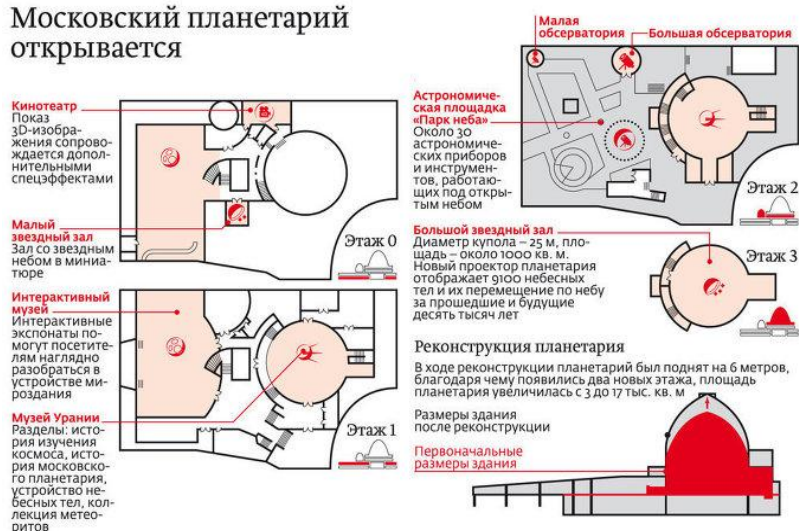 Московский планетарий
открывается
Кинотеатр
Показ
3D-изобра-
жения сопрово-
ждается допол-
нительными
спецэффектами
Малый
звездный зал
Зал со звездным
небом в миниа-
тюре
Этаж 0
Интерактивный
музей
Интерактивные
экспонаты по-
могут посетите-
лям наглядно
разобраться в
устройстве ми-
роздания
Музей Урании
Разделы: исто-
рия изучения
космоса, исто-
рия московско-
го планетария,
устройство не-
бесных тел, кол-
лекция метео-
ритов
Этаж 1
Малая
обсерватория
Большая обсерватория
Астрономиче-
ская площадка
«Парк неба»
Около 30
астрономи-
ческих приборов
и инструмен-
тов, работаю-
щих под откры-
тым небом
Этаж 2
Большой звездный зал
Диаметр купола – 25 м, пло-
щадь – около 1000 кв. м.
Новый проектор планетария
отображает 9100 небесных
тел и их перемещение по небу
за прошедшие и будущие
десять тысяч лет
Этаж 3
Реконструкция планетария
В ходе реконструкции планетарий был поднят на 6 метров,
благодаря чему появились два новых этажа, площадь
планетария увеличилась с 3 до 17 тыс. кв. м
Размеры здания
после реконструкции
Первоначальные
размеры здания